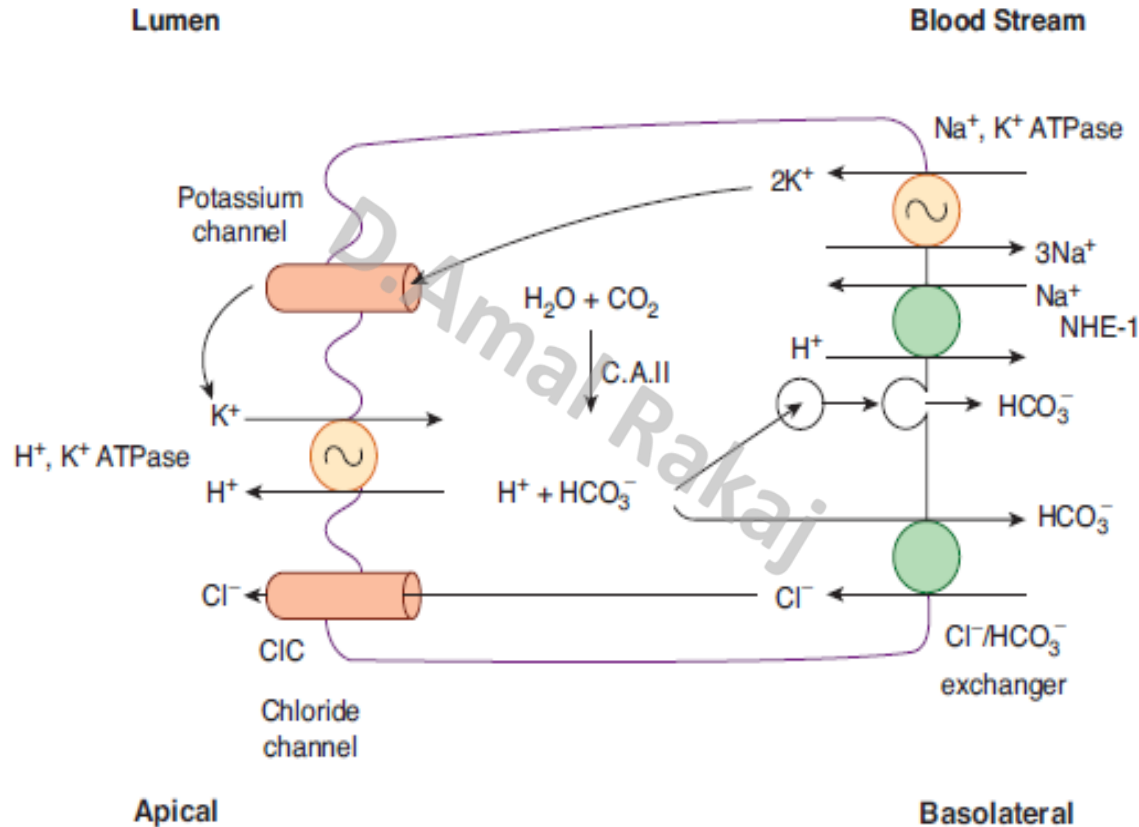 Lumen
Blood Stream
Na⁺, K⁺ ATPase
2K⁺
Potassium
channel
3Na⁺
H₂O + CO₂
Na⁺
NHE-1
H⁺
C.A.II
K⁺
HCO₃⁻
H⁺, K⁺ ATPase
H⁺
H⁺ + HCO₃⁻
HCO₃⁻
Cl⁻
Cl⁻
ClC
Cl⁻/HCO₃⁻
exchanger
Chloride
channel
Apical
Basolateral
D.Amal Rakaj